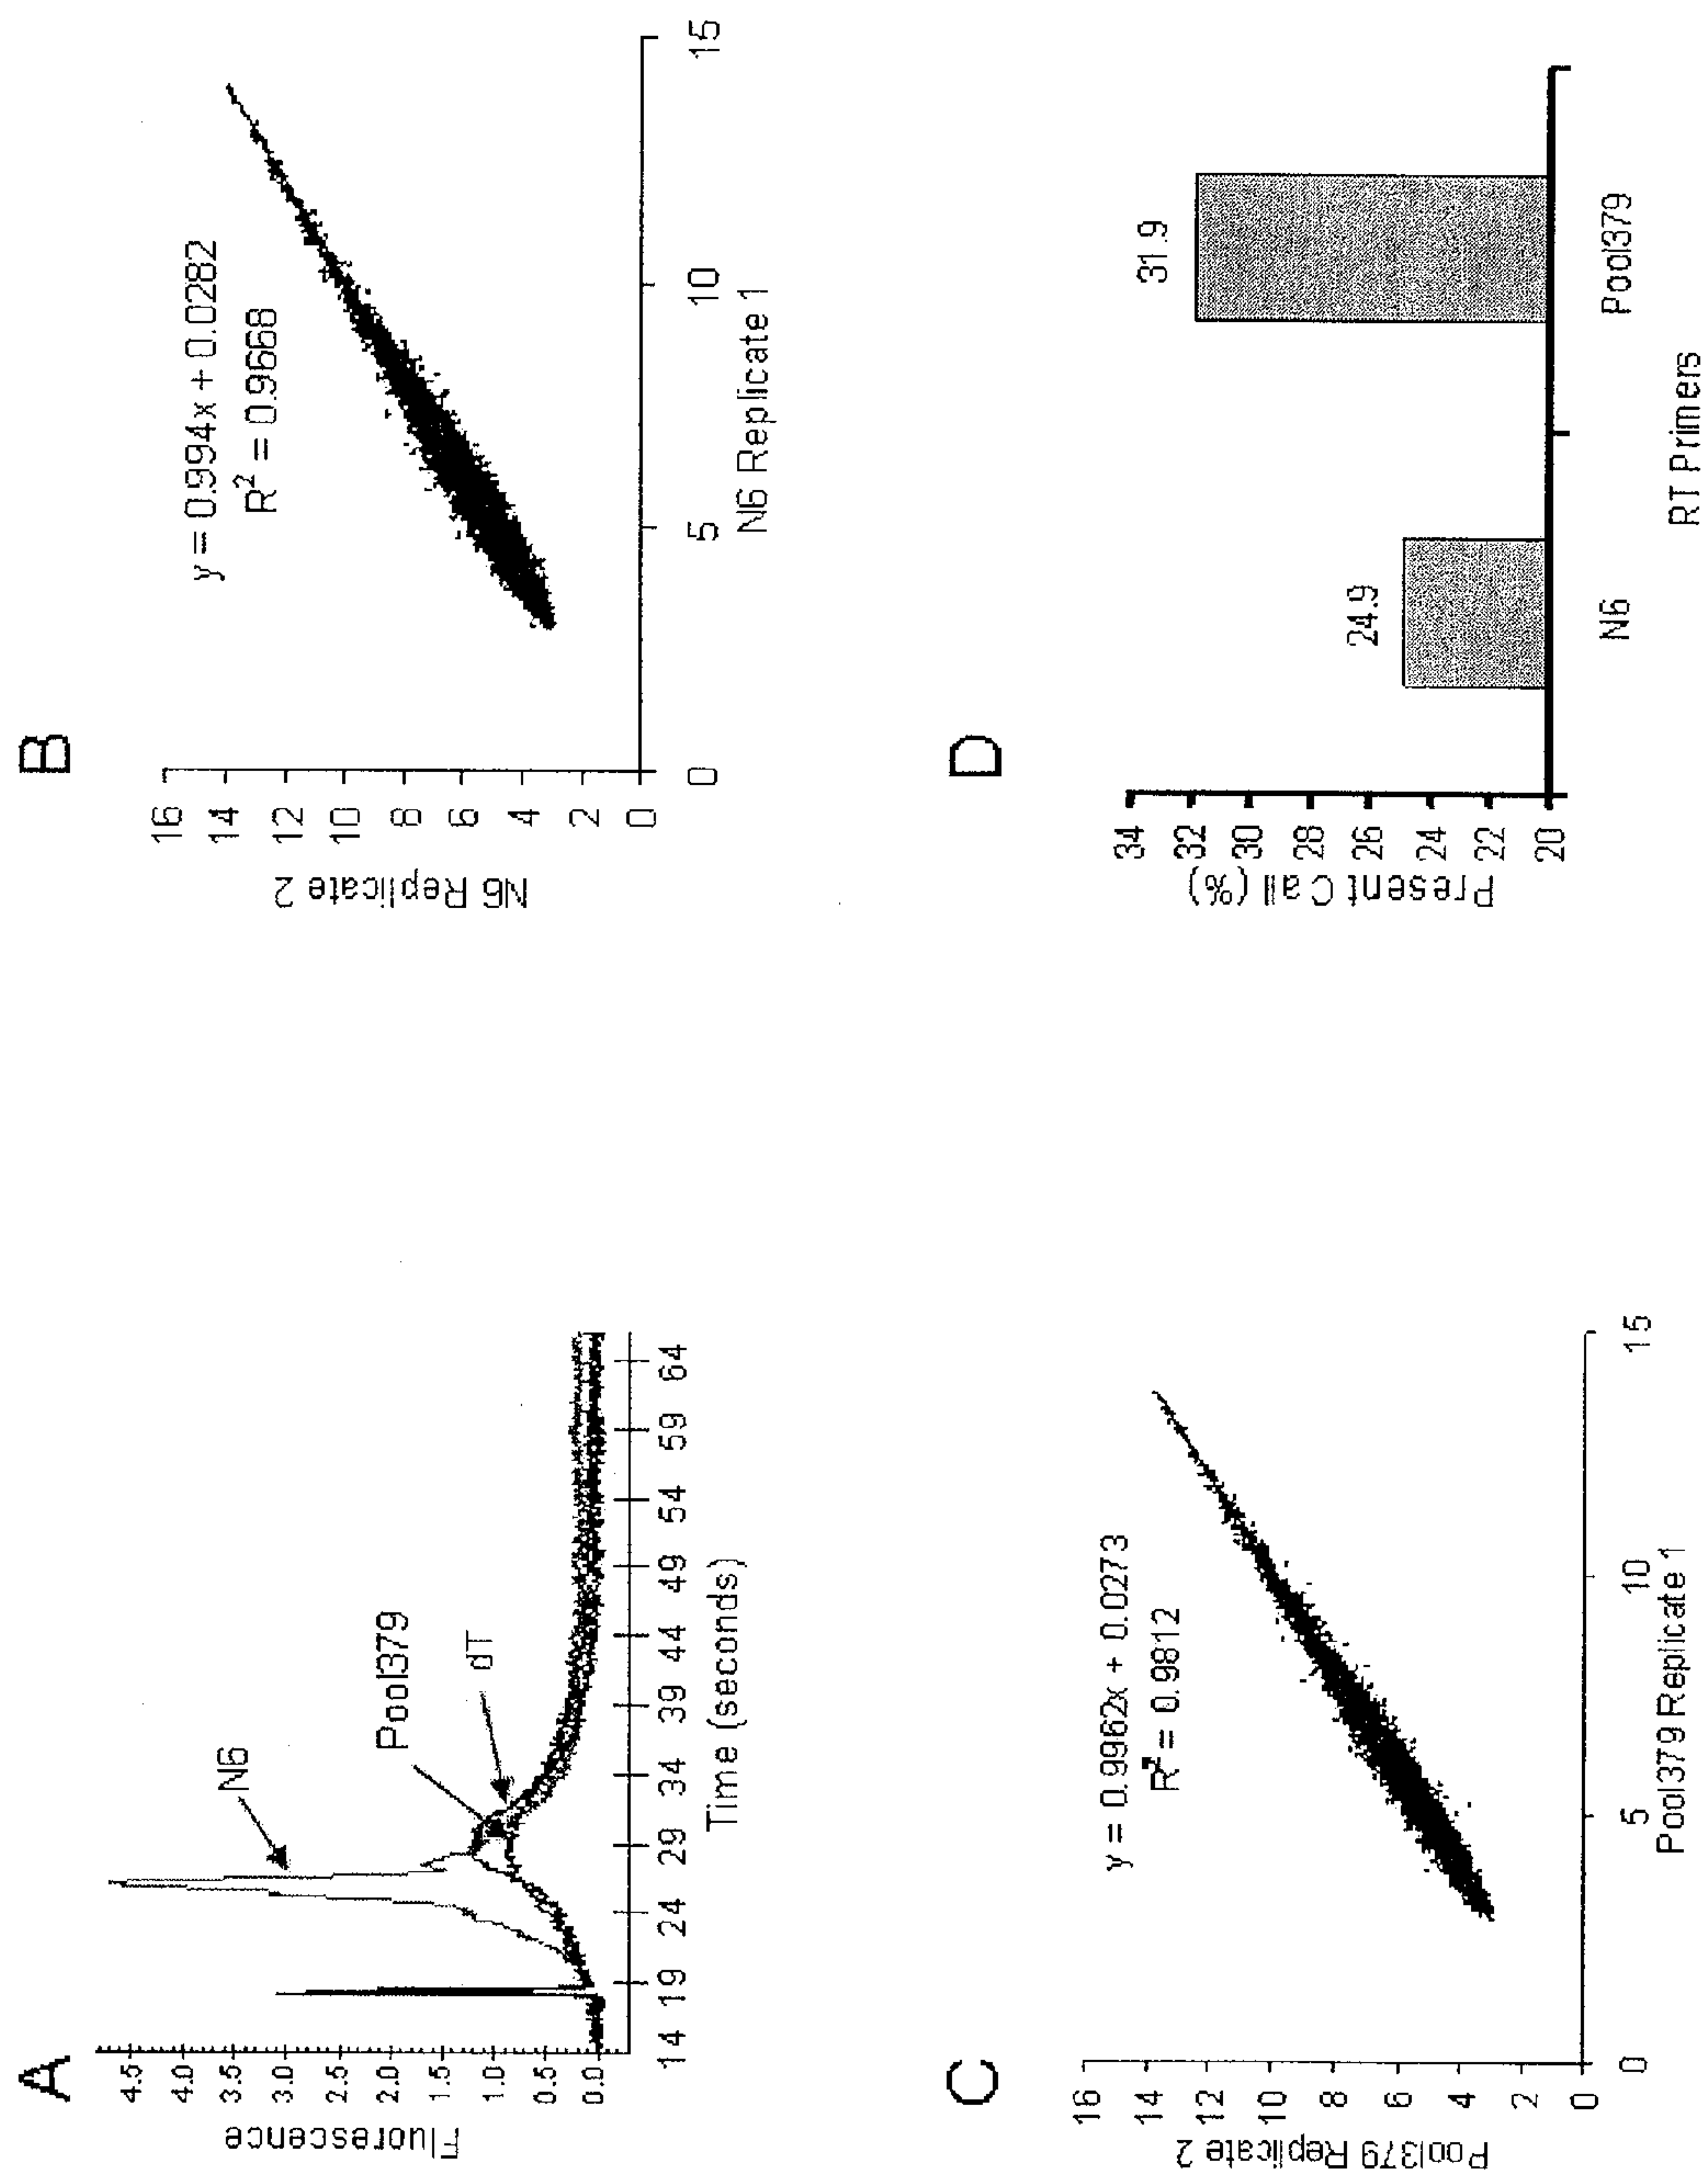 A
Fluorescence
4.5
4.0
3.5
3.0
2.5
2.0
1.5
1.0
0.5
0.0
N6
Pool379
dT
14 19 24 29 34 39 44 49 54 59 64
Time (seconds)
B
N6 Replicate 2
16
14
12
10
8
6
4
2
0
y = 0.994x + 0.0282
R² = 0.9668
0 5 10 15
N6 Replicate 1
C
Pool379 Replicate 2
16
14
12
10
8
6
4
2
0
y = 0.9962x + 0.0273
R² = 0.9812
0 5 10 15
Pool379 Replicate 1
D
Present Call (%)
34
32
30
28
26
24
22
20
24.9
31.9
N6 Pool379
RT Primers